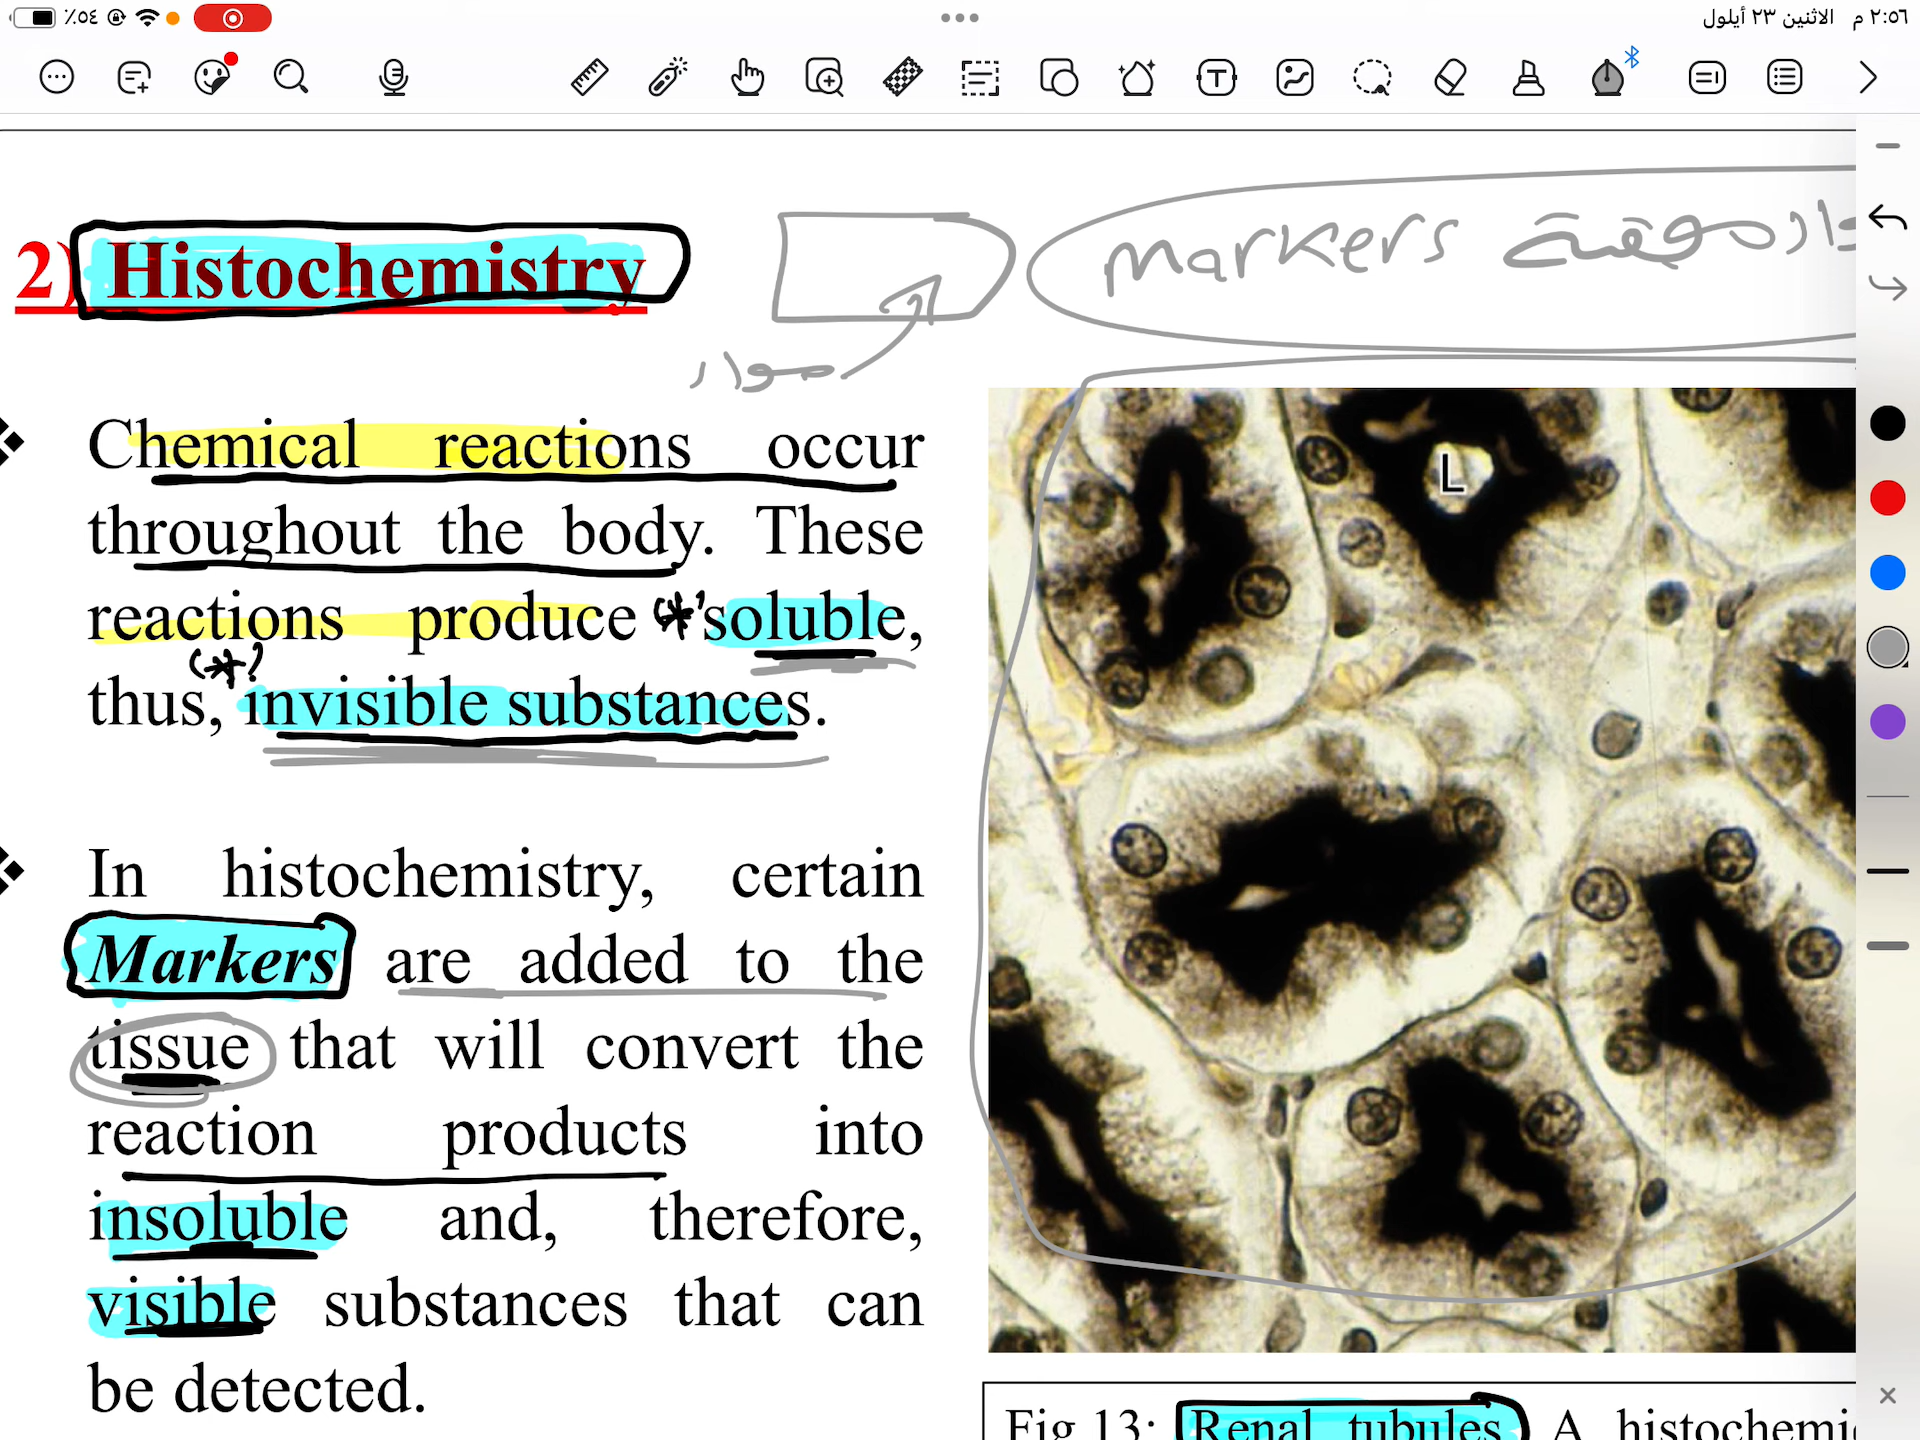 ٪٥٤
الاثنين ٢٣ أيلول ٢:٥٦ م
2) Histochemistry
markers
مواد
Chemical reactions occur
throughout the body. These
reactions produce (*) soluble,
thus, (*) invisible substances.
In histochemistry, certain
Markers are added to the
tissue that will convert the
reaction products into
insoluble and, therefore,
visible substances that can
be detected.
L
Fig 13: Renal tubules A histochemi